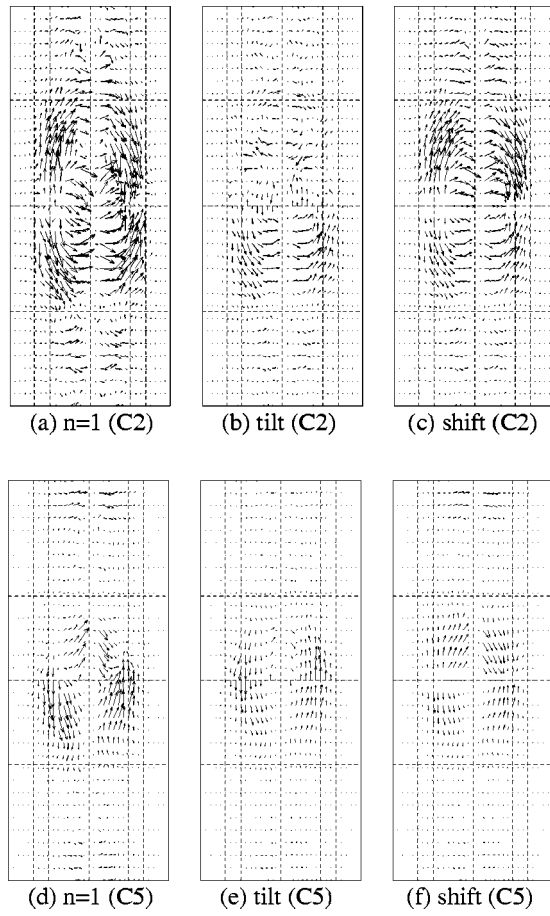 (a) n=1 (C2)
(b) tilt (C2)
(c) shift (C2)
(d) n=1 (C5)
(e) tilt (C5)
(f) shift (C5)